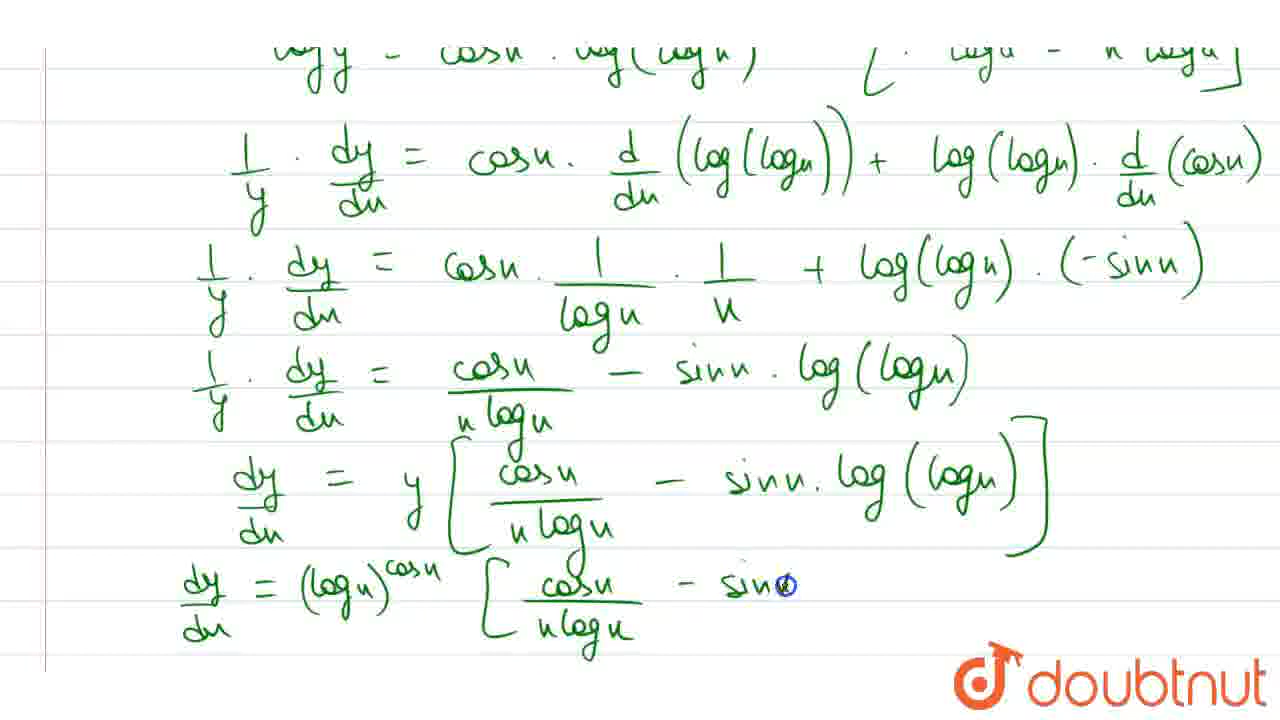 log y = cos x . log(log x) [
1/y . dy/dx = cos x . d/dx (log(log x)) + log(log x) . d/dx (cos x)
1/y . dy/dx = cos x . 1/log x . 1/x + log(log x) . (-sin x)
1/y . dy/dx = cos x/x log x - sin x . log(log x)
dy/dx = y [cos x/x log x - sin x . log(log x)]
dy/dx = (log x)^cos x [cos x/x log x - sin x
doubtnut